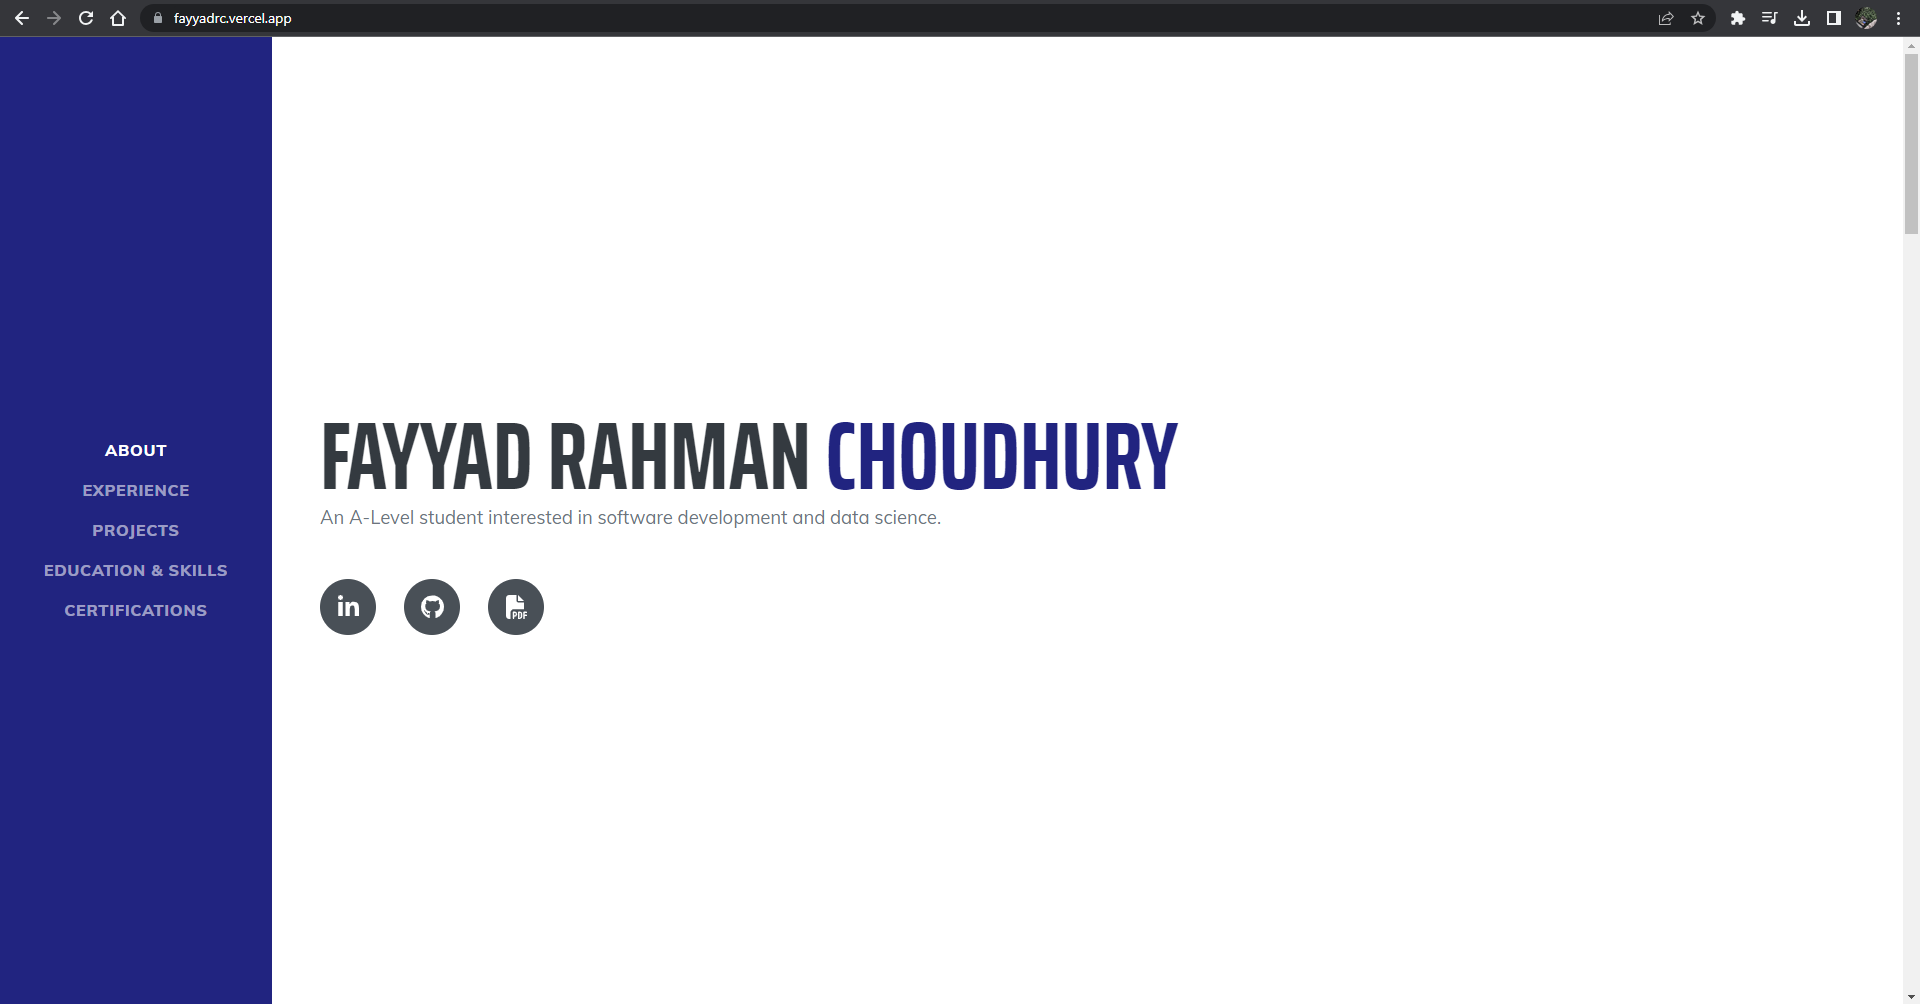 fayyadrc.vercel.app
ABOUT
EXPERIENCE
PROJECTS
EDUCATION & SKILLS
CERTIFICATIONS
FAYYAD RAHMAN CHOUDHURY
An A-Level student interested in software development and data science.
in
PDF